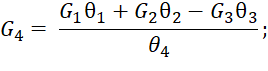 G₄ = (G₁θ₁ + G₂θ₂ − G₃θ₃) / θ₄ ;